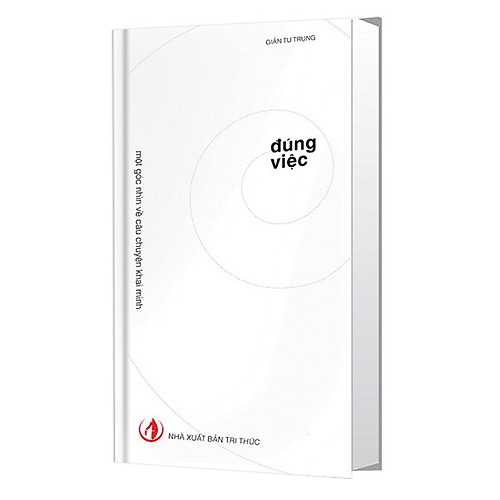 GIẢN TƯ TRUNG
đúng
việc
một góc nhìn về câu chuyện khai minh
NHÀ XUẤT BẢN TRI THỨC